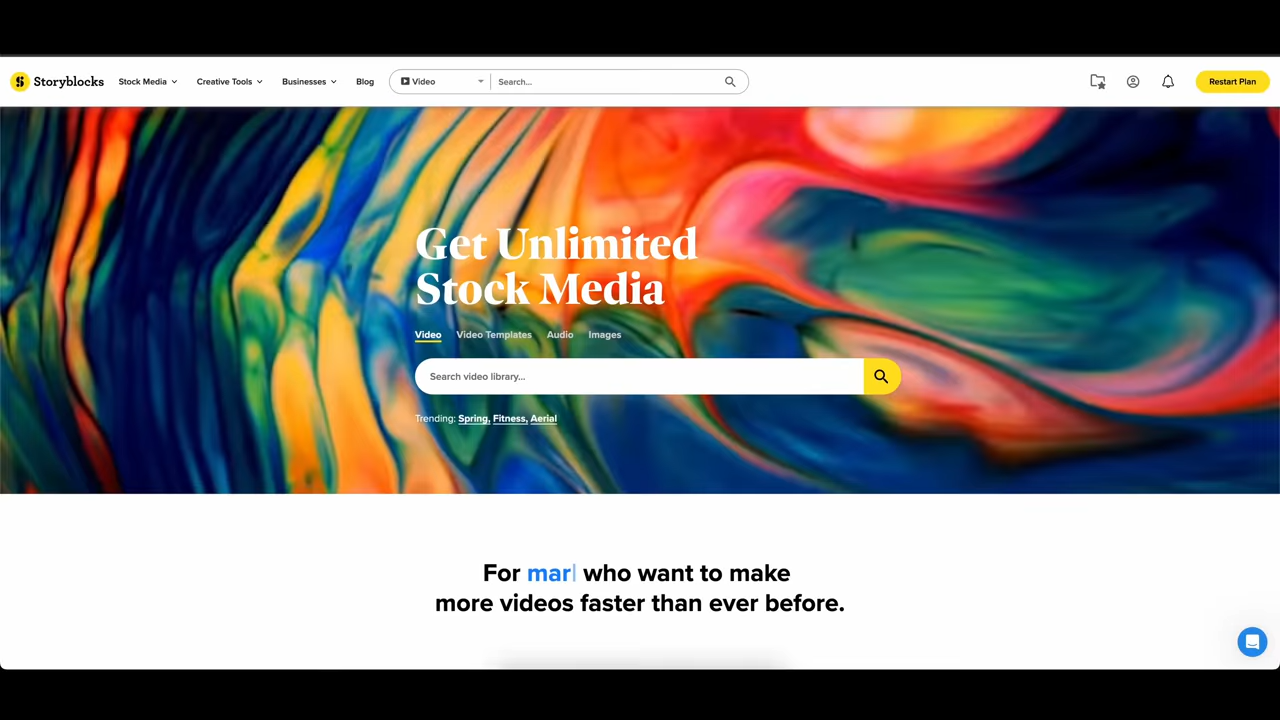 Storyblocks Stock Media Creative Tools Businesses Blog Video Search... Restart Plan
Get Unlimited
Stock Media
Video Video Templates Audio Images
Search video library...
Trending: Spring, Fitness, Aerial
For mar who want to make
more videos faster than ever before.